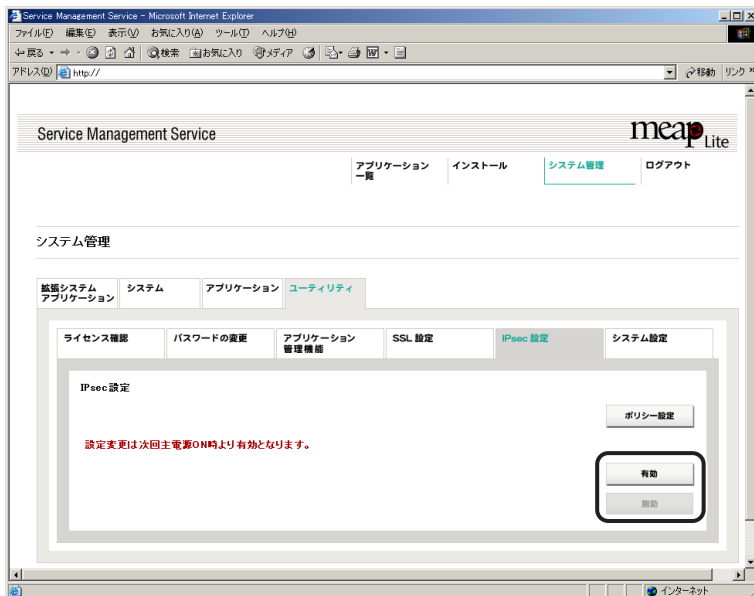 Service Management Service - Microsoft Internet Explorer
ファイル(F) 編集(E) 表示(V) お気に入り(A) ツール(T) ヘルプ(H)
戻る 検索 お気に入り メディア
アドレス(D) http:// 移動 リンク »
Service Management Service meap Lite
アプリケーション一覧 インストール システム管理 ログアウト
システム管理
拡張システムアプリケーション システム アプリケーション ユーティリティ
ライセンス確認 パスワードの変更 アプリケーション管理機能 SSL 設定 IPsec 設定 システム設定
IPsec設定
ポリシー設定
設定変更は次回主電源ON時より有効となります。
有効
無効
インターネット